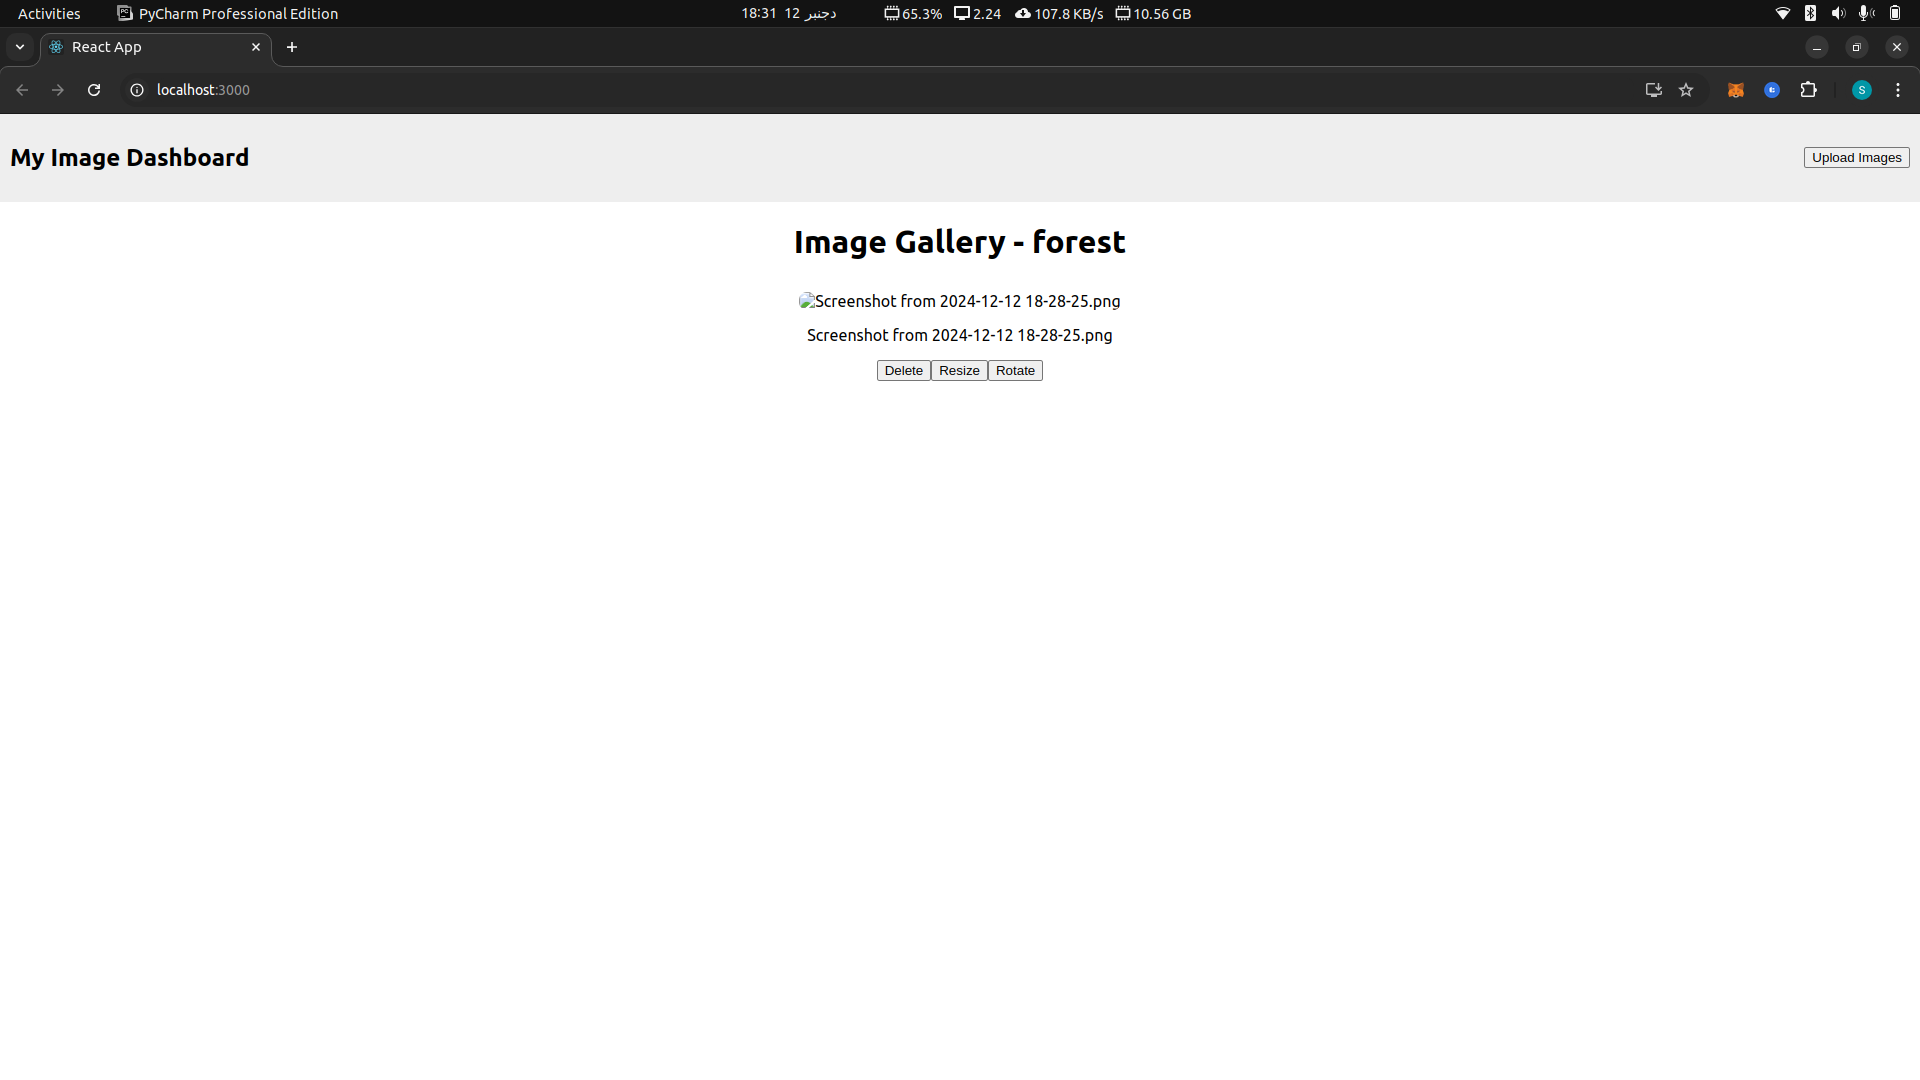 Activities PyCharm Professional Edition 18:31 12 دجنبر 65.3% 2.24 107.8 KB/s 10.56 GB
React App
localhost:3000 S
My Image Dashboard Upload Images
Image Gallery - forest
Screenshot from 2024-12-12 18-28-25.png
Screenshot from 2024-12-12 18-28-25.png
Delete Resize Rotate